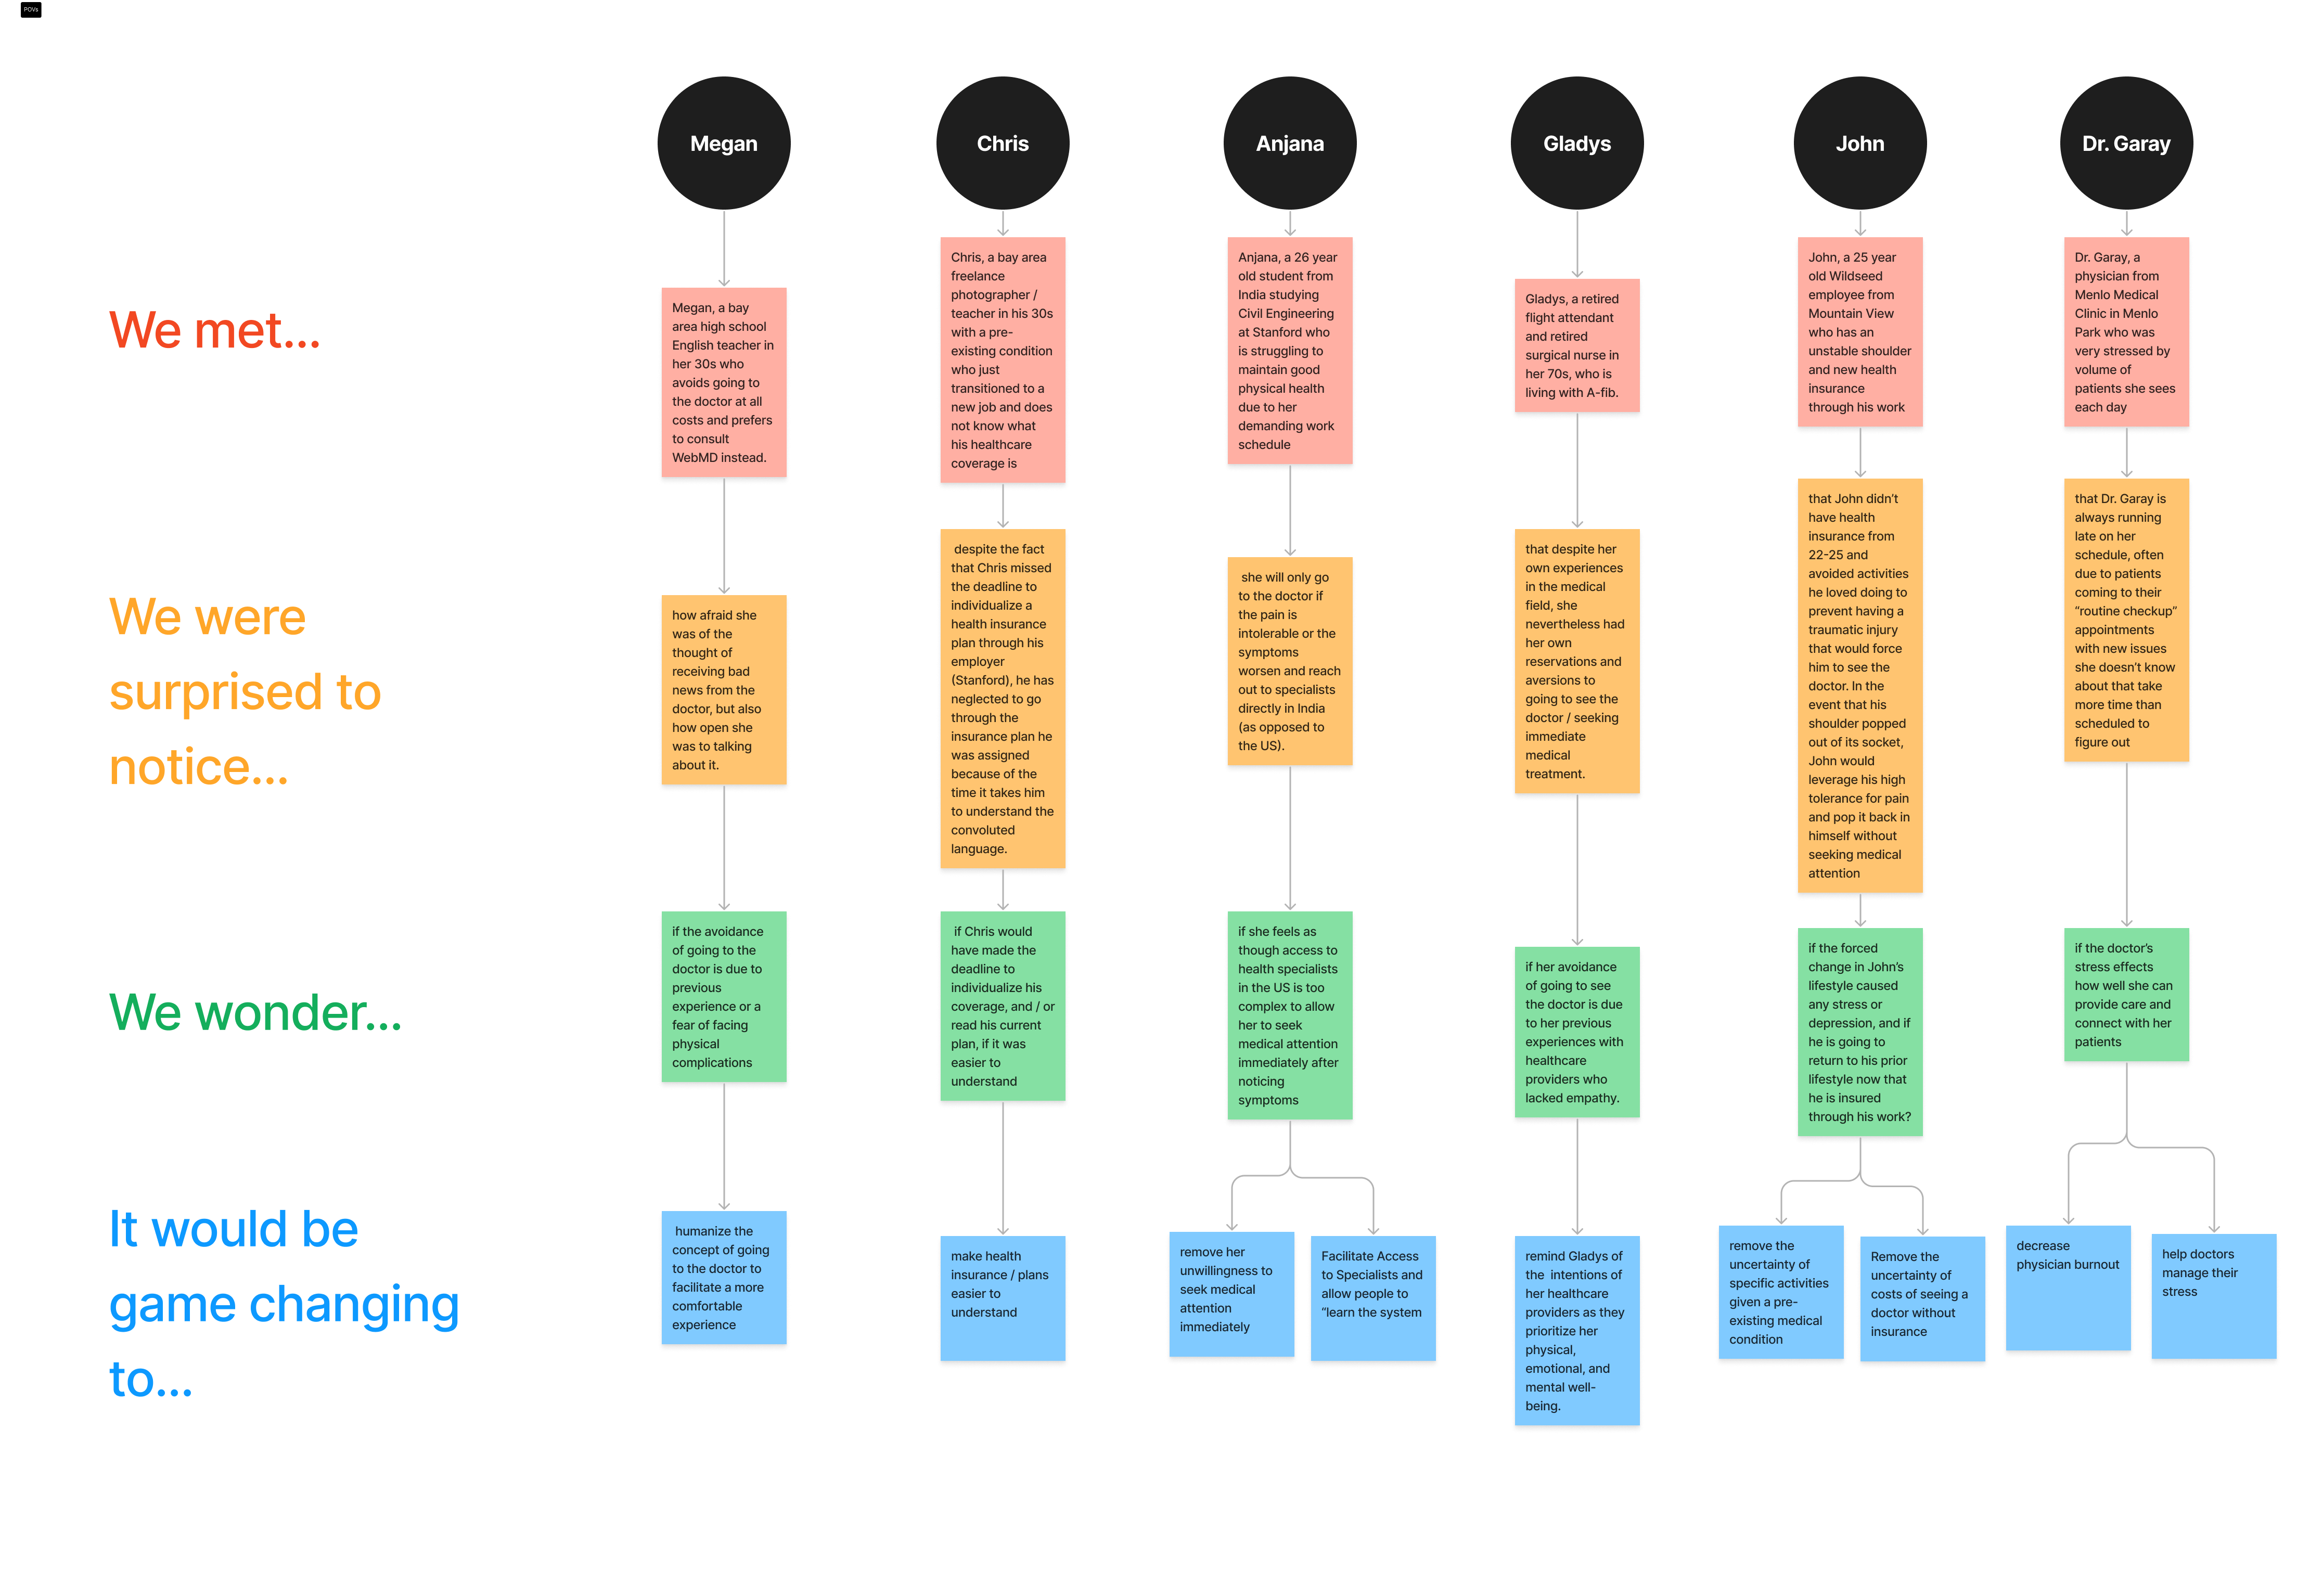 POVs
Megan
Chris
Anjana
Gladys
John
Dr. Garay
We met...
Megan, a bay
area high school
English teacher in
her 30s who
avoids going to
the doctor at all
costs and prefers
to consult
WebMD instead.
Chris, a bay area
freelance
photographer /
teacher in his 30s
with a pre-
existing condition
who just
transitioned to a
new job and does
not know what
his healthcare
coverage is
Anjana, a 26 year
old student from
India studying
Civil Engineering
at Stanford who
is struggling to
maintain good
physical health
due to her
demanding work
schedule
Gladys, a retired
flight attendant
and retired
surgical nurse in
her 70s, who is
living with A-fib.
John, a 25 year
old Wildseed
employee from
Mountain View
who has an
unstable shoulder
and new health
insurance
through his work
Dr. Garay, a
physician from
Menlo Medical
Clinic in Menlo
Park who was
very stressed by
volume of
patients she sees
each day
We were
surprised to
notice...
how afraid she
was of the
thought of
receiving bad
news from the
doctor, but also
how open she
was to talking
about it.
despite the fact
that Chris missed
the deadline to
individualize a
health insurance
plan through his
employer
(Stanford), he has
neglected to go
through the
insurance plan he
was assigned
because of the
time it takes him
to understand the
convoluted
language.
she will only go
to the doctor if
the pain is
intolerable or the
symptoms
worsen and reach
out to specialists
directly in India
(as opposed to
the US).
that despite her
own experiences
in the medical
field, she
nevertheless had
her own
reservations and
aversions to
going to see the
doctor / seeking
immediate
medical
treatment.
that John didn't
have health
insurance from
22-25 and
avoided activities
he loved doing to
prevent having a
traumatic injury
that would force
him to see the
doctor. In the
event that his
shoulder popped
out of its socket,
John would
leverage his high
tolerance for pain
and pop it back in
himself without
seeking medical
attention
that Dr. Garay is
always running
late on her
schedule, often
due to patients
coming to their
“routine checkup”
appointments
with new issues
she doesn't know
about that take
more time than
scheduled to
figure out
We wonder...
if the avoidance
of going to the
doctor is due to
previous
experience or a
fear of facing
physical
complications
if Chris would
have made the
deadline to
individualize his
coverage, and / or
read his current
plan, if it was
easier to
understand
if she feels as
though access to
health specialists
in the US is too
complex to allow
her to seek
medical attention
immediately after
noticing
symptoms
if her avoidance
of going to see
the doctor is due
to her previous
experiences with
healthcare
providers who
lacked empathy.
if the forced
change in John's
lifestyle caused
any stress or
depression, and if
he is going to
return to his prior
lifestyle now that
he is insured
through his work?
if the doctor's
stress effects
how well she can
provide care and
connect with her
patients
It would be
game changing
to...
humanize the
concept of going
to the doctor to
facilitate a more
comfortable
experience
make health
insurance / plans
easier to
understand
remove her
unwillingness to
seek medical
attention
immediately
Facilitate Access
to Specialists and
allow people to
“learn the system
remind Gladys of
the intentions of
her healthcare
providers as they
prioritize her
physical,
emotional, and
mental well-
being.
remove the
uncertainty of
specific activities
given a pre-
existing medical
condition
Remove the
uncertainty of
costs of seeing a
doctor without
insurance
decrease
physician burnout
help doctors
manage their
stress